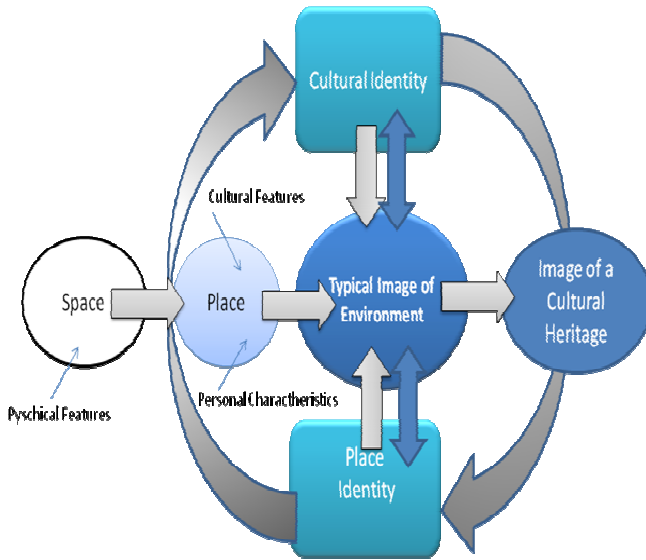 Cultural Identity
Cultural Features
Space
Place
Typical Image of
Environment
Image of a
Cultural
Heritage
Personal Charactheristics
Pyschical Features
Place
Identity